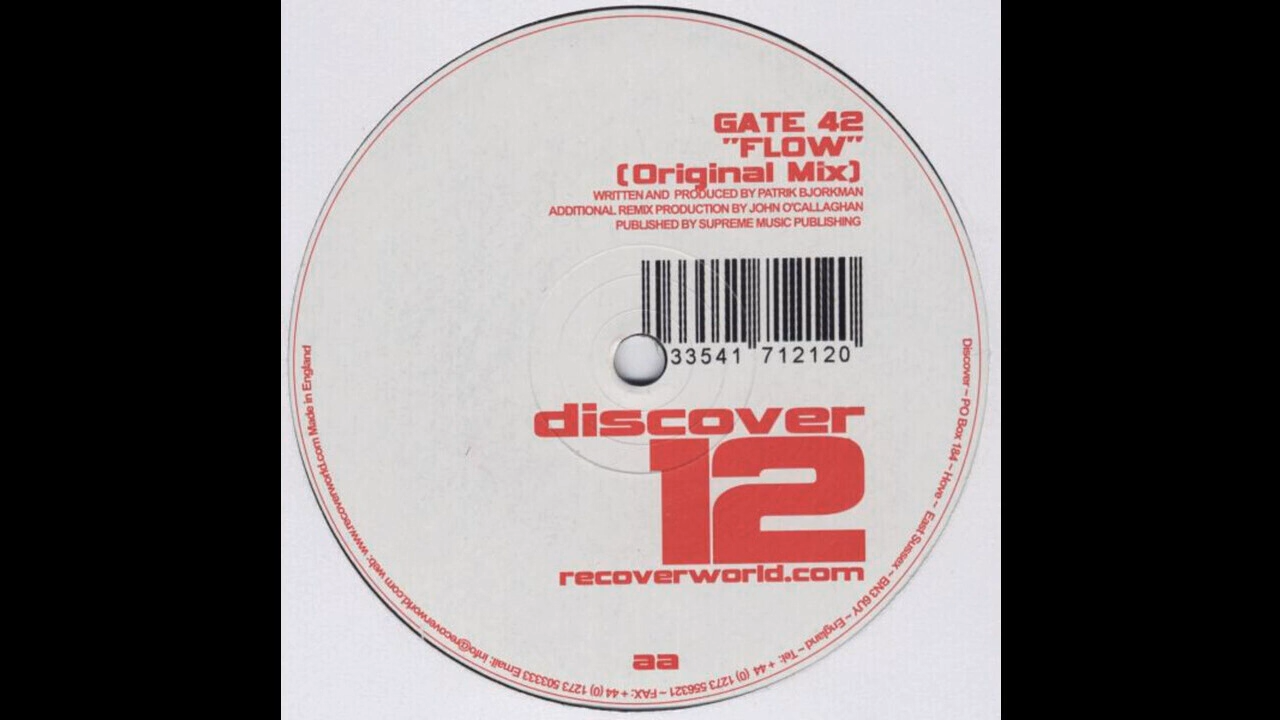 GATE 42
"FLOW"
(Original Mix)
WRITTEN AND PRODUCED BY PATRIK BJORKMAN
ADDITIONAL REMIX PRODUCTION BY JOHN O'CALLAGHAN
PUBLISHED BY SUPREME MUSIC PUBLISHING
33541 712120
discover
12
recoverworld.com
aa
Discover ~ PO Box 184 ~ Hove ~ East Sussex ~ BN3 6UY ~ England ~ Tel: + 44 (0) 1273 556321 ~ FAX: + 44 (0) 1273 503333 Email: info@recoverworld.com web: www.recoverworld.com Made in England